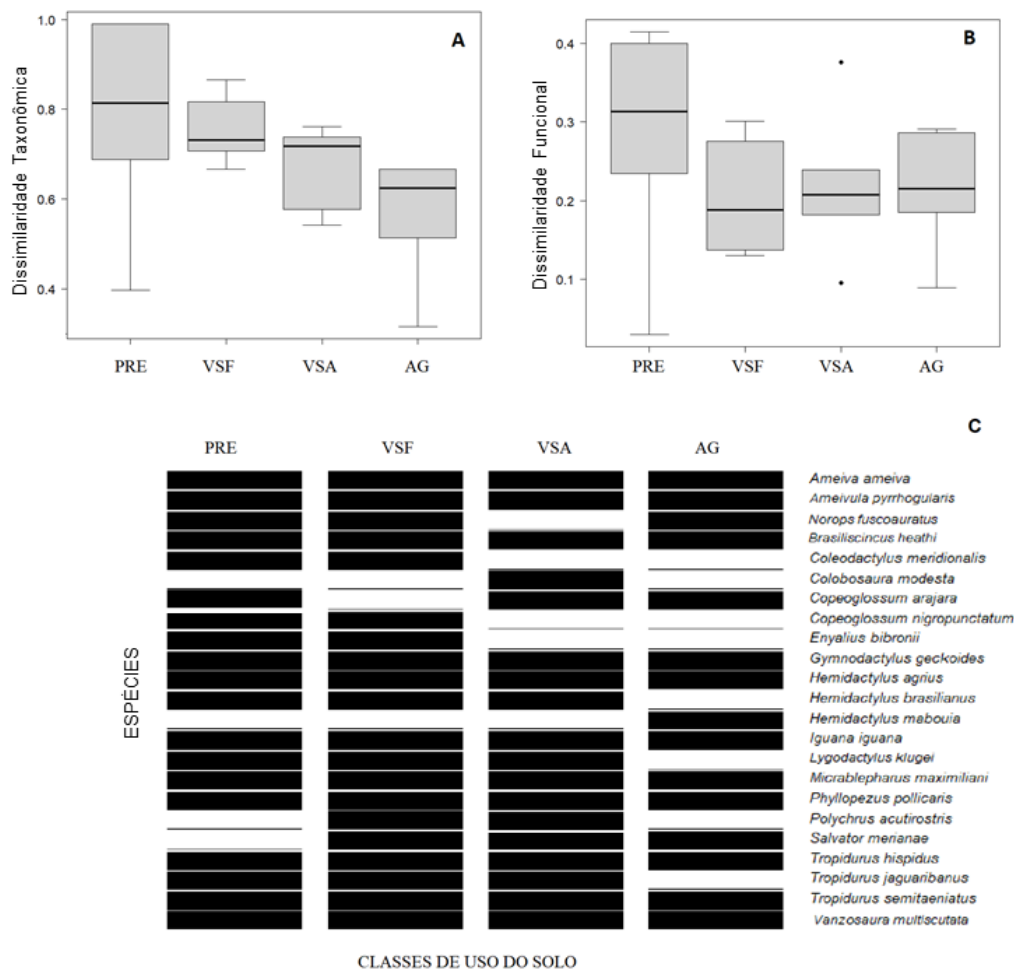 A
Dissimilaridade Taxonômica
1.0
0.8
0.6
0.4
PRE VSF VSA AG
B
Dissimilaridade Funcional
0.4
0.3
0.2
0.1
PRE VSF VSA AG
C
PRE VSF VSA AG
ESPÉCIES
Ameiva ameiva
Ameivula pyrrhogularis
Norops fuscoauratus
Brasiliscincus heathi
Coleodactylus meridionalis
Colobosaura modesta
Copeoglossum arajara
Copeoglossum nigropunctatum
Enyalius bibronii
Gymnodactylus geckoides
Hemidactylus agrius
Hemidactylus brasilianus
Hemidactylus mabouia
Iguana iguana
Lygodactylus klugei
Micrablepharus maximiliani
Phyllopezus pollicaris
Polychrus acutirostris
Salvator merianae
Tropidurus hispidus
Tropidurus jaguaribanus
Tropidurus semitaeniatus
Vanzosaura multiscutata
CLASSES DE USO DO SOLO